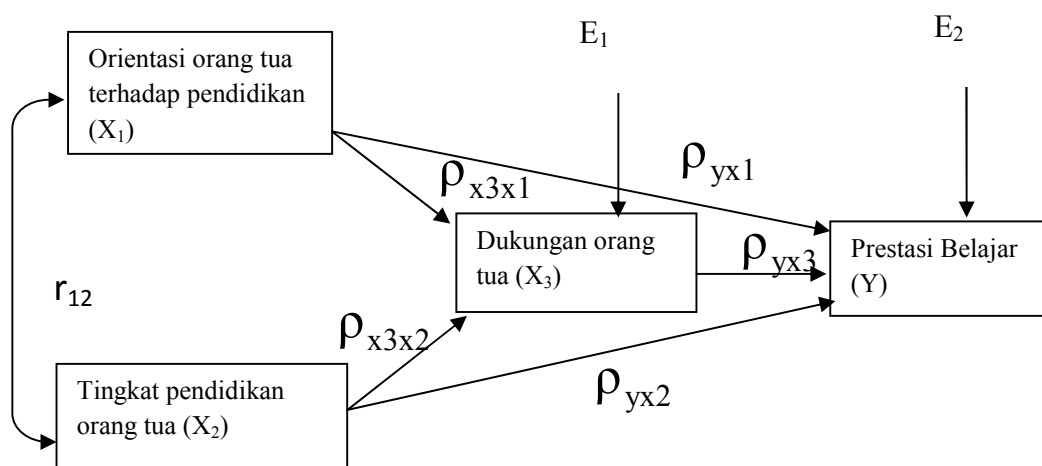 E₁
E₂
Orientasi orang tua
terhadap pendidikan
(X₁)
ρyx1
ρx3x1
Dukungan orang
tua (X₃)
ρyx3
Prestasi Belajar
(Y)
r₁₂
ρx3x2
Tingkat pendidikan
orang tua (X₂)
ρyx2